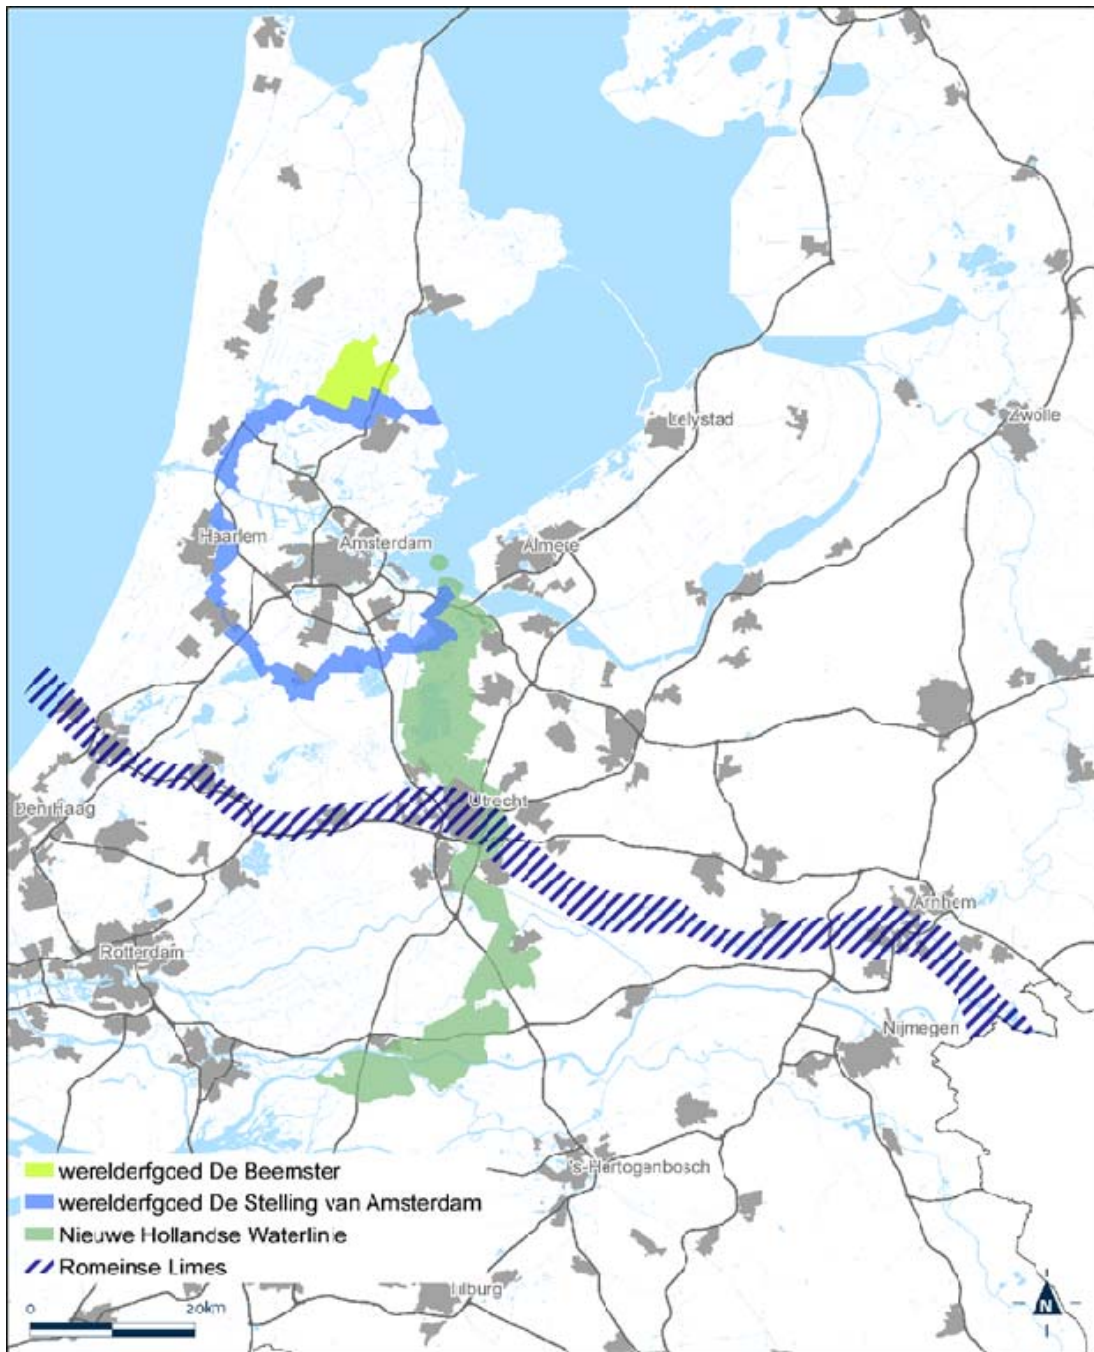 Lelystad
Zwolle
Haarlem
Amsterdam
Almere
Den Haag
Utrecht
Arnhem
Rotterdam
Nijmegen
's-Hertogenbosch
werelderfgoed De Beemster
werelderfgoed De Stelling van Amsterdam
Nieuwe Hollandse Waterlinie
Romeinse Limes
Tilburg
0 20km
N